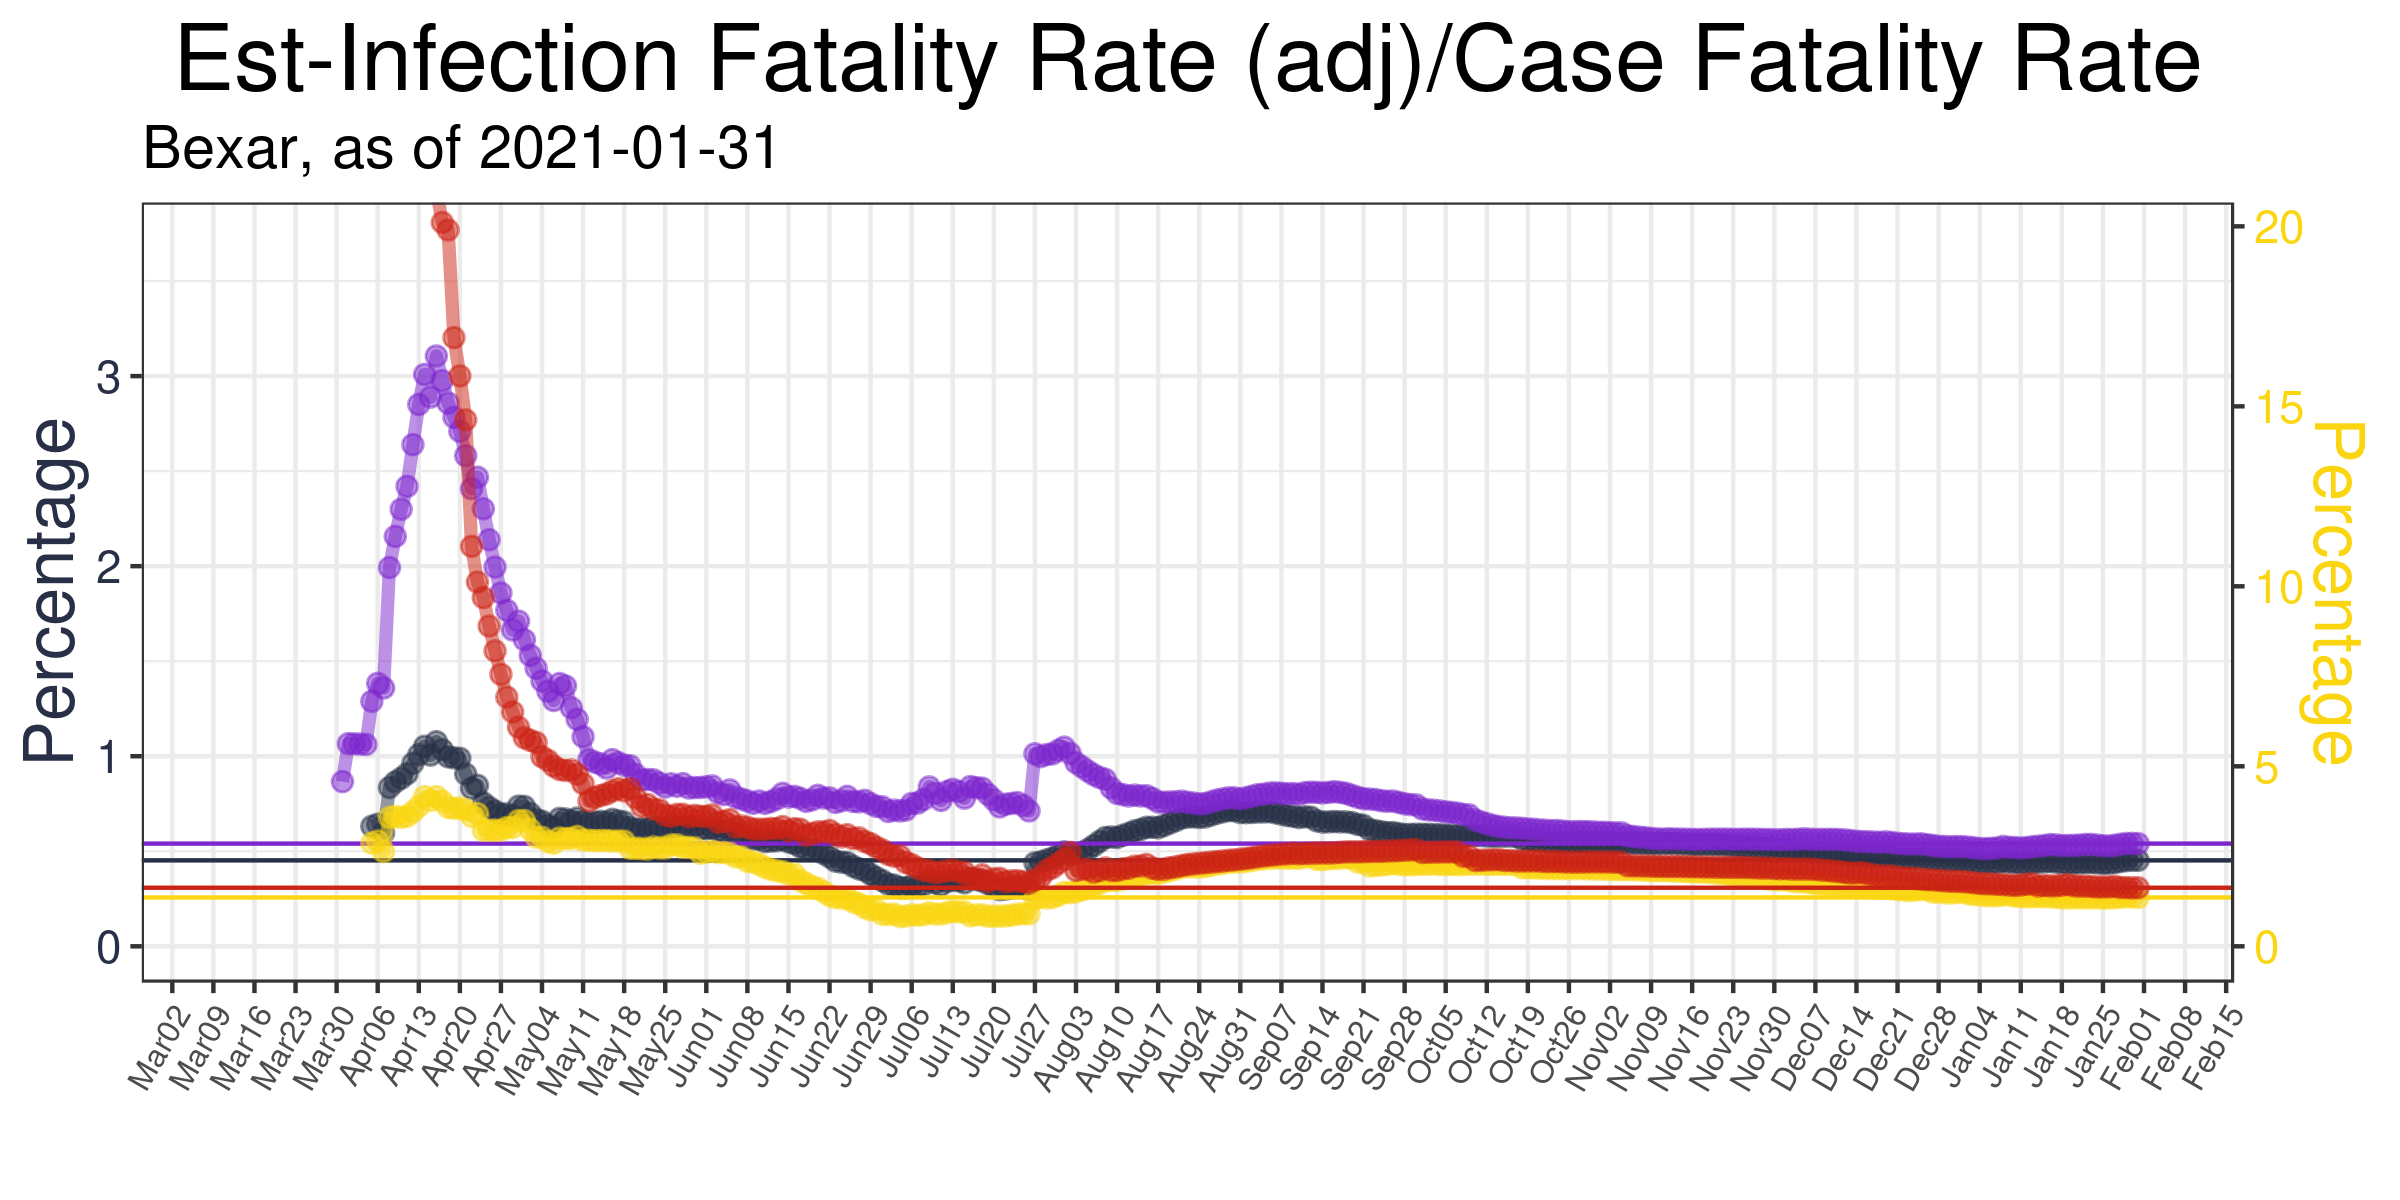 Est-Infection Fatality Rate (adj)/Case Fatality Rate
Bexar, as of 2021-01-31
Percentage
3
2
1
0
20
15
10
5
0
Percentage
Mar02 Mar09 Mar16 Mar23 Mar30 Apr06 Apr13 Apr20 Apr27 May04 May11 May18 May25 Jun01 Jun08 Jun15 Jun22 Jun29 Jul06 Jul13 Jul20 Jul27 Aug03 Aug10 Aug17 Aug24 Aug31 Sep07 Sep14 Sep21 Sep28 Oct05 Oct12 Oct19 Oct26 Nov02 Nov09 Nov16 Nov23 Nov30 Dec07 Dec14 Dec21 Dec28 Jan04 Jan11 Jan18 Jan25 Feb01 Feb08 Feb15